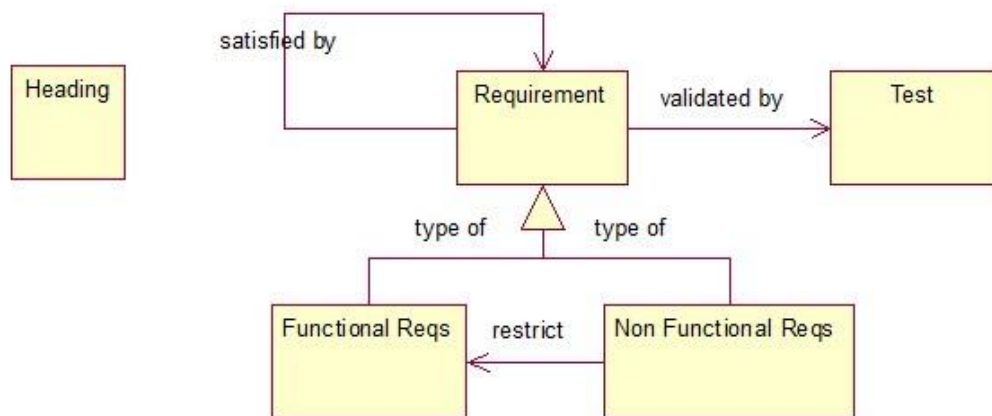 satisfied by
Heading
Requirement
validated by
Test
type of
type of
Functional Reqs
restrict
Non Functional Reqs